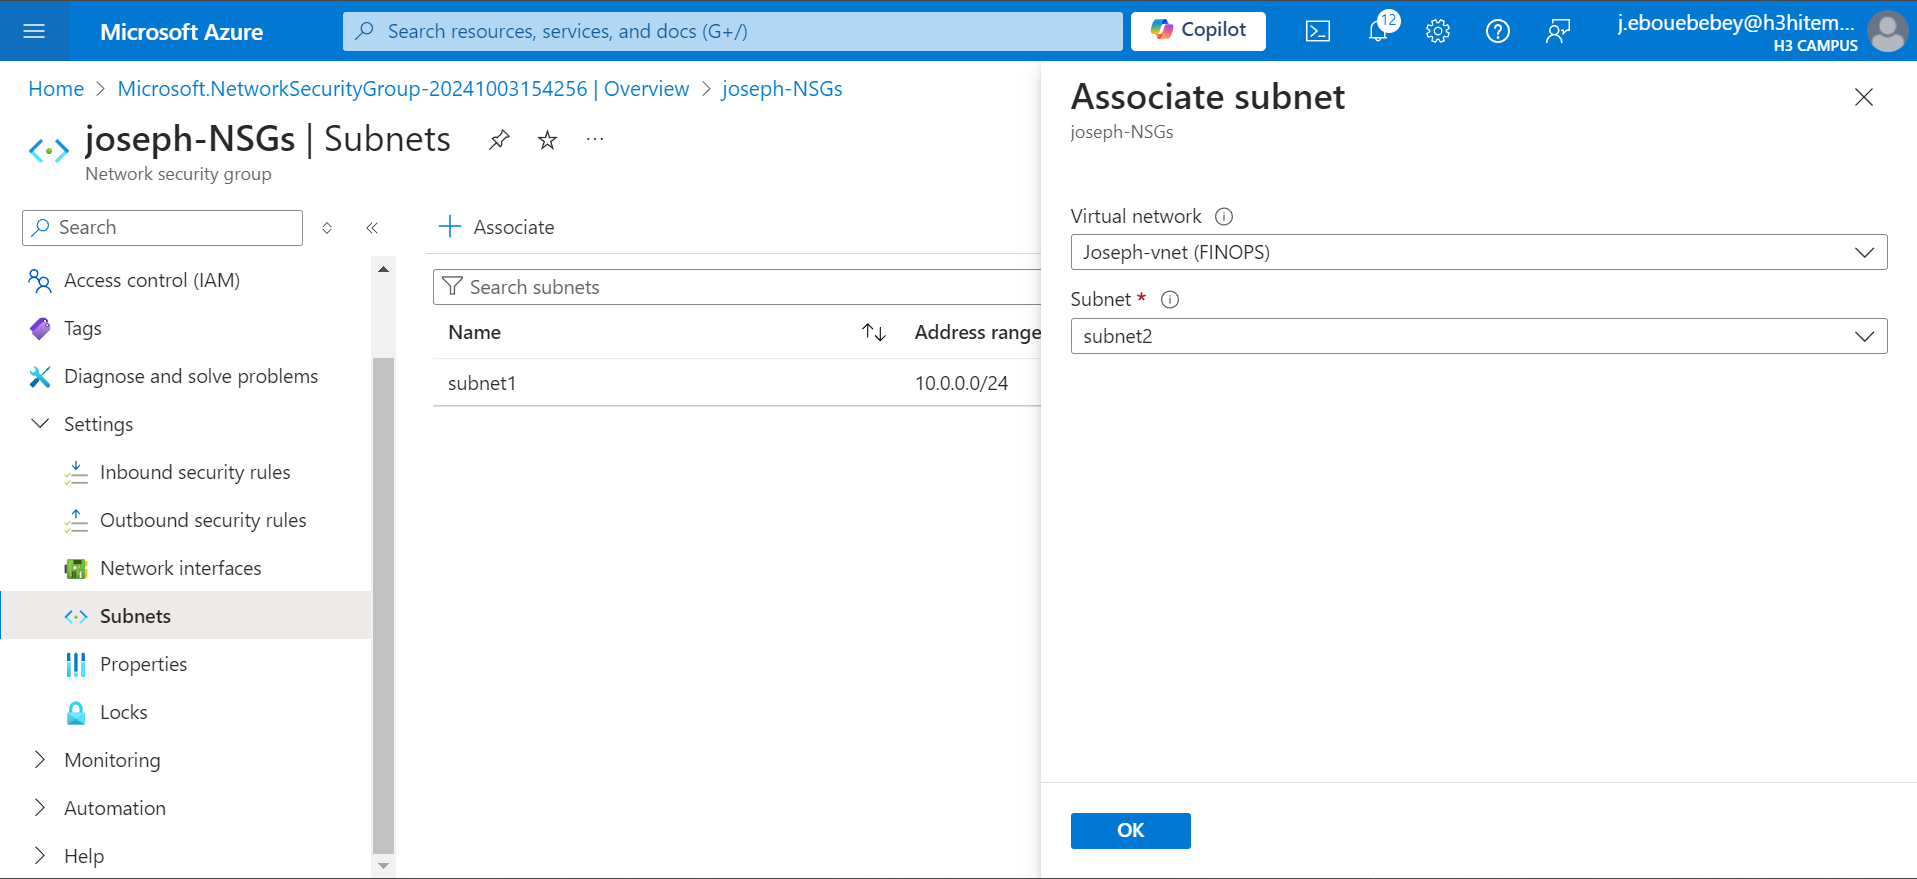 Microsoft Azure
Search resources, services, and docs (G+/)
Copilot
12
j.ebouebebey@h3hitem...
H3 CAMPUS
Home > Microsoft.NetworkSecurityGroup-20241003154256 | Overview > joseph-NSGs
joseph-NSGs | Subnets
Network security group
Search
Access control (IAM)
Tags
Diagnose and solve problems
Settings
Inbound security rules
Outbound security rules
Network interfaces
Subnets
Properties
Locks
Monitoring
Automation
Help
Associate
Search subnets
Name Address range
subnet1 10.0.0.0/24
Associate subnet
joseph-NSGs
Virtual network
Joseph-vnet (FINOPS)
Subnet *
subnet2
OK